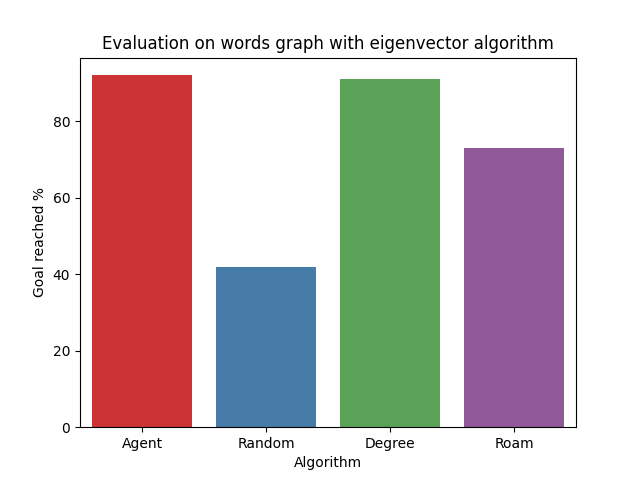 Evaluation on words graph with eigenvector algorithm
Goal reached %
80
60
40
20
0
Agent Random Degree Roam
Algorithm